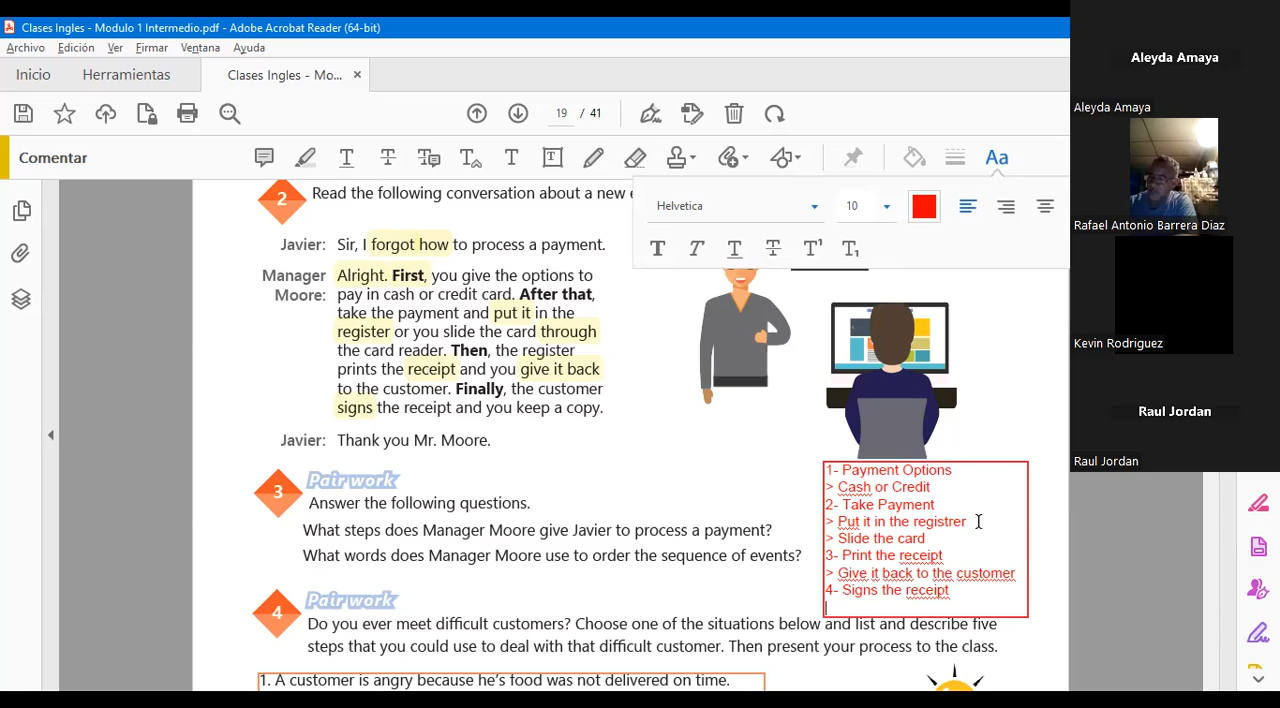 Clases Ingles - Modulo 1 Intermedio.pdf - Adobe Acrobat Reader (64-bit)
Archivo Edición Ver Firmar Ventana Ayuda
Inicio Herramientas Clases Ingles - Mo... ×
19 / 41
Comentar
Aa
Helvetica 10
T T T T T¹ T₁
2 Read the following conversation about a new e
Javier: Sir, I forgot how to process a payment.
Manager Moore: Alright. First, you give the options to
pay in cash or credit card. After that,
take the payment and put it in the
register or you slide the card through
the card reader. Then, the register
prints the receipt and you give it back
to the customer. Finally, the customer
signs the receipt and you keep a copy.
Javier: Thank you Mr. Moore.
3 Pair work
Answer the following questions.
What steps does Manager Moore give Javier to process a payment?
What words does Manager Moore use to order the sequence of events?
1- Payment Options
> Cash or Credit
2- Take Payment
> Put it in the registrer
> Slide the card
3- Print the receipt
> Give it back to the customer
4- Signs the receipt
4 Pair work
Do you ever meet difficult customers? Choose one of the situations below and list and describe five
steps that you could use to deal with that difficult customer. Then present your process to the class.
1. A customer is angry because he's food was not delivered on time.
Aleyda Amaya
Aleyda Amaya
Rafael Antonio Barrera Diaz
Kevin Rodriguez
Raul Jordan
Raul Jordan